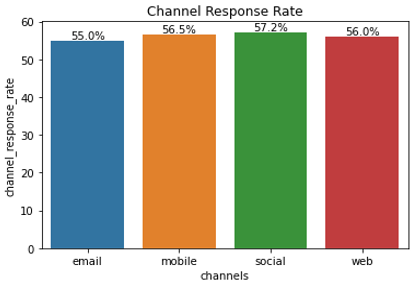 Channel Response Rate
channel_response_rate
60
50
40
30
20
10
0
55.0%
56.5%
57.2%
56.0%
email
mobile
social
web
channels